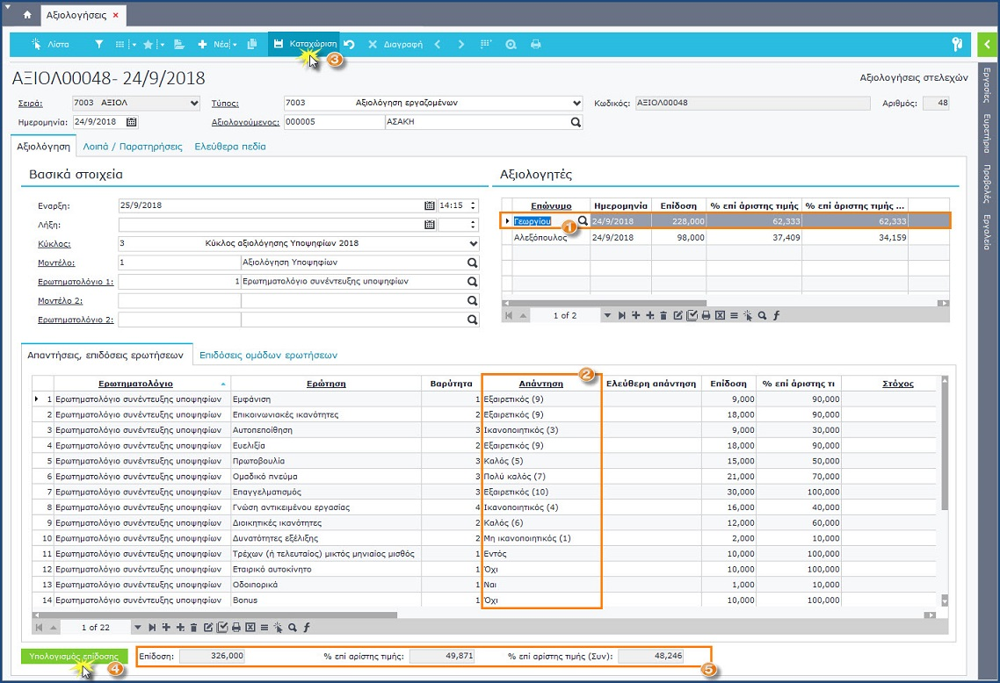 Αξιολογήσεις ×
Λίστα Νέα Καταχώριση Διαγραφή
3
ΑΞΙΟΛ00048- 24/9/2018
Αξιολογήσεις στελεχών
Σειρά: 7003 ΑΞΙΟΛ Τύπος: 7003 Αξιολόγηση εργαζομένων Κωδικός: ΑΞΙΟΛ00048 Αριθμός: 48
Ημερομηνία: 24/9/2018 Αξιολογούμενος: 000005 ΑΣΑΚΗ
Αξιολόγηση Λοιπά / Παρατηρήσεις Ελεύθερα πεδία
Βασικά στοιχεία
Έναρξη: 25/9/2018 14:15
Λήξη:
Κύκλος: 3 Κύκλος αξιολόγησης Υποψηφίων 2018
Μοντέλο: 1 Αξιολόγηση Υποψηφίων
Ερωτηματολόγιο 1: 1 Ερωτηματολόγιο συνέντευξης υποψηφίων
Μοντέλο 2:
Ερωτηματολόγιο 2:
Αξιολογητές
Επώνυμο Ημερομηνία Επίδοση % επί άριστης τιμής % επί άριστης τιμής ...
Γεωργίου 1 24/9/2018 228,000 62,333 62,333
Αλεξόπουλος 24/9/2018 98,000 37,409 34,159
1 of 2
Εργασίες
Ευρετήρια
Προβολές
Εργαλεία
Απαντήσεις, επιδόσεις ερωτήσεων Επιδόσεις ομάδων ερωτήσεων
2
Ερωτηματολόγιο Ερώτηση Βαρύτητα Απάντηση Ελεύθερη απάντηση Επίδοση % επί άριστης τι Στόχος
1 Ερωτηματολόγιο συνέντευξης υποψηφίων Εμφάνιση 1 Εξαιρετικός (9) 9,000 90,000
2 Ερωτηματολόγιο συνέντευξης υποψηφίων Επικοινωνιακές ικανότητες 2 Εξαιρετικός (9) 18,000 90,000
3 Ερωτηματολόγιο συνέντευξης υποψηφίων Αυτοπεποίθηση 3 Ικανοποιητικός (3) 9,000 30,000
4 Ερωτηματολόγιο συνέντευξης υποψηφίων Ευελιξία 2 Εξαιρετικός (9) 18,000 90,000
5 Ερωτηματολόγιο συνέντευξης υποψηφίων Πρωτοβουλία 3 Καλός (5) 15,000 50,000
6 Ερωτηματολόγιο συνέντευξης υποψηφίων Ομαδικό πνεύμα 3 Πολύ καλός (7) 21,000 70,000
7 Ερωτηματολόγιο συνέντευξης υποψηφίων Επαγγελματισμός 3 Εξαιρετικός (10) 30,000 100,000
8 Ερωτηματολόγιο συνέντευξης υποψηφίων Γνώση αντικειμένου εργασίας 4 Ικανοποιητικός (4) 16,000 40,000
9 Ερωτηματολόγιο συνέντευξης υποψηφίων Διοικητικές ικανότητες 2 Καλός (6) 12,000 60,000
10 Ερωτηματολόγιο συνέντευξης υποψηφίων Δυνατότητες εξέλιξης 2 Μη ικανοποιητικός (1) 2,000 10,000
11 Ερωτηματολόγιο συνέντευξης υποψηφίων Τρέχων (ή τελευταίος) μικτός μηνιαίος μισθός 1 Εντός 10,000 100,000
12 Ερωτηματολόγιο συνέντευξης υποψηφίων Εταιρικό αυτοκίνητο 1 Όχι 10,000 100,000
13 Ερωτηματολόγιο συνέντευξης υποψηφίων Οδοιπορικά 1 Ναι 1,000 10,000
14 Ερωτηματολόγιο συνέντευξης υποψηφίων Bonus 1 Όχι 10,000 100,000
1 of 22
Υπολογισμός επίδοσης 4 Επίδοση: 326,000 % επί αρίστης τιμής: 49,871 % επί αρίστης τιμής (Συν): 48,246
5